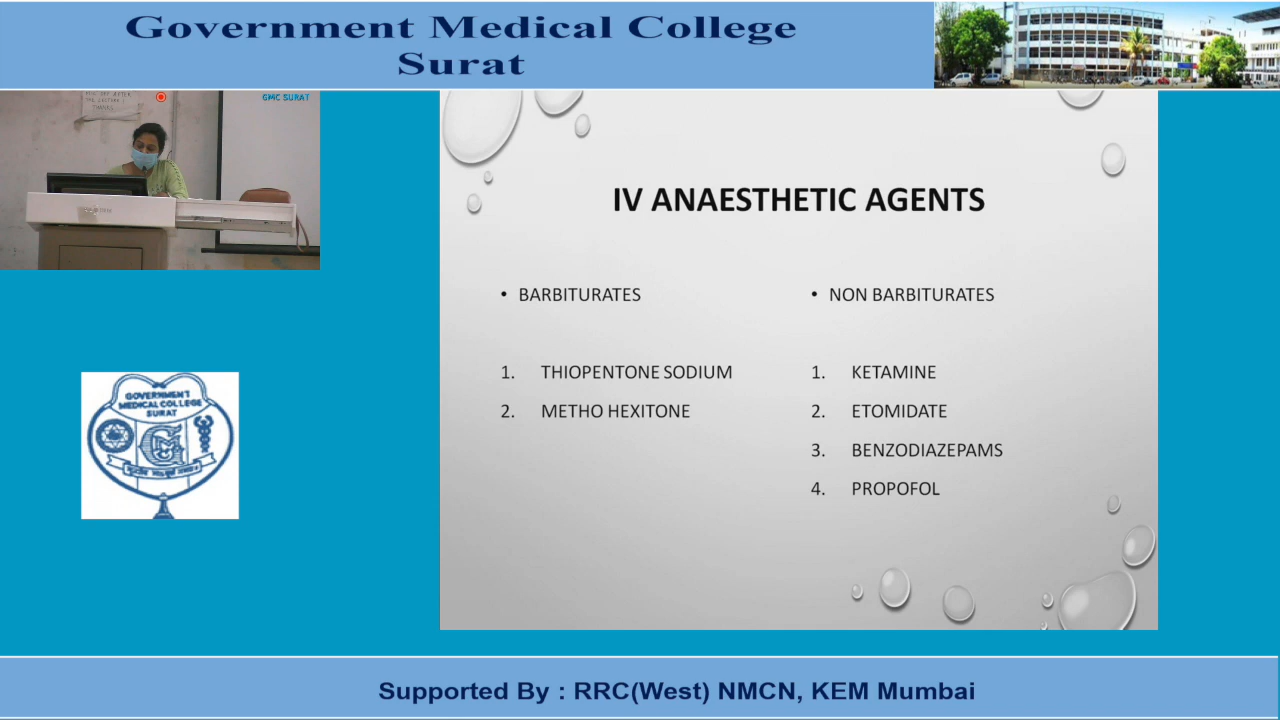 Government Medical College
Surat
GMC SURAT
THANKS
IV ANAESTHETIC AGENTS
• BARBITURATES
1. THIOPENTONE SODIUM
2. METHO HEXITONE
• NON BARBITURATES
1. KETAMINE
2. ETOMIDATE
3. BENZODIAZEPAMS
4. PROPOFOL
GOVERNMENT
MEDICAL COLLEGE
SURAT
Supported By : RRC(West) NMCN, KEM Mumbai